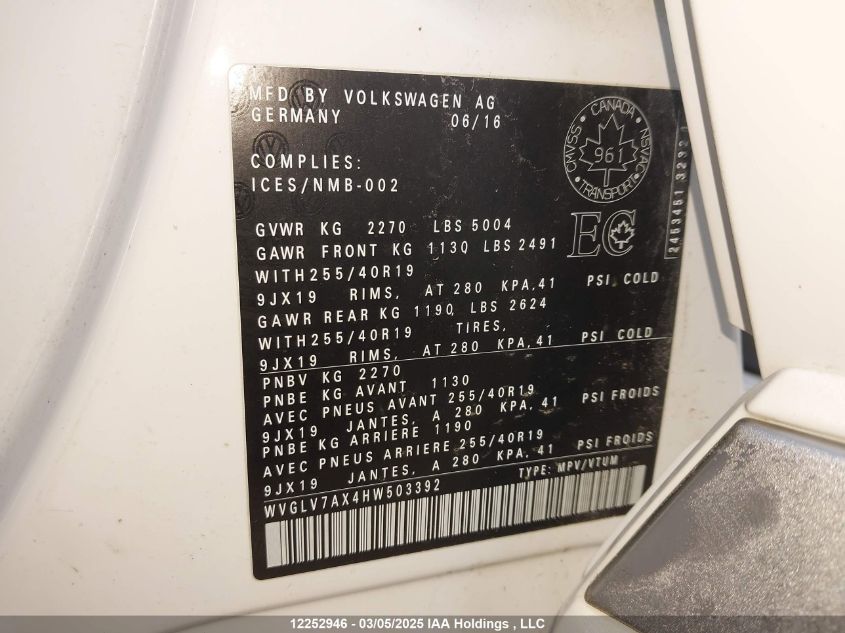 MFD BY VOLKSWAGEN AG
GERMANY 06/16
COMPLIES:
ICES/NMB-002
CANADA
CMVSS NSVAC
961
TRANSPORT
EC
GVWR KG 2270 LBS 5004
GAWR FRONT KG 1130 LBS 2491
WITH255/40R19
9JX19 RIMS, AT 280 KPA,41 PSI COLD
GAWR REAR KG 1190 LBS 2624
WITH255/40R19 TIRES,
9JX19 RIMS, AT 280 KPA,41 PSI COLD
PNBV KG 2270
PNBE KG AVANT 1130
AVEC PNEUS AVANT 255/40R19
9JX19 JANTES, A 280 KPA,41 PSI FROIDS
PNBE KG ARRIERE 1190
AVEC PNEUS ARRIERE 255/40R19
9JX19 JANTES, A 280 KPA,41 PSI FROIDS
WVGLV7AX4HW503392 TYPE: MPV/VTUM
12252946 - 03/05/2025 IAA Holdings , LLC